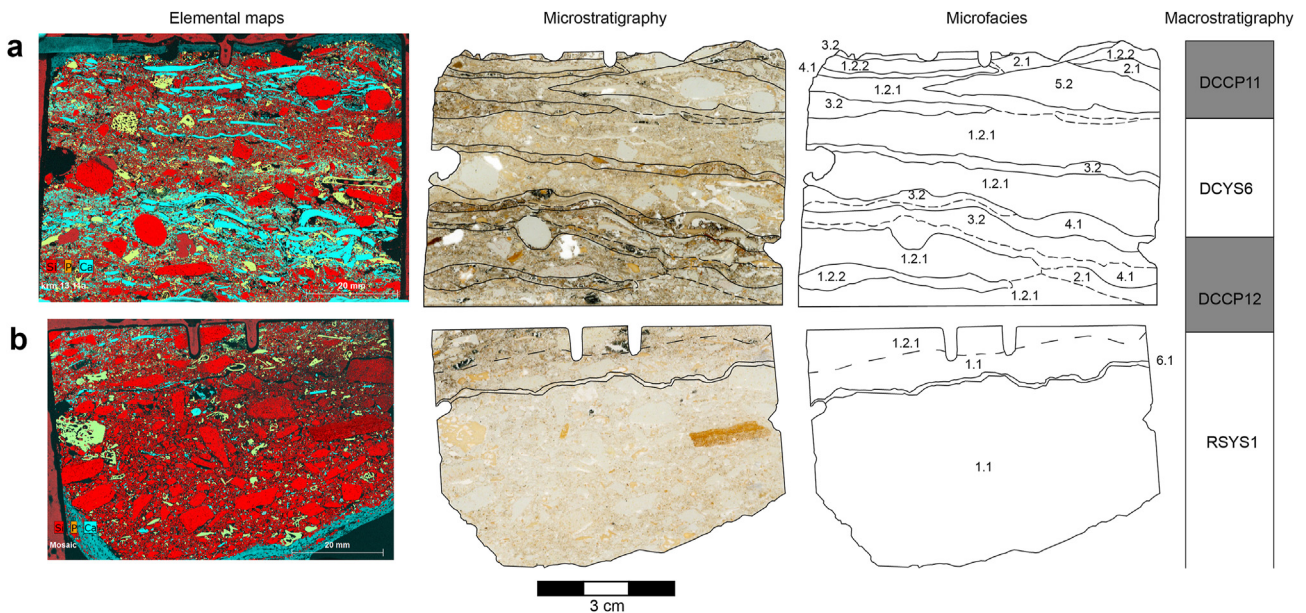 Elemental maps
Microstratigraphy
Microfacies
Macrostratigraphy
a
Si P Ca
krm 13 14a
20 mm
3.2
4.1
1.2.2
2.1
1.2.2
2.1
1.2.1
5.2
3.2
1.2.1
3.2
1.2.1
3.2
3.2
4.1
1.2.1
1.2.2
2.1
4.1
1.2.1
DCCP11
DCYS6
DCCP12
b
Si P Ca
Mosaic
20 mm
1.2.1
1.1
6.1
1.1
RSYS1
3 cm